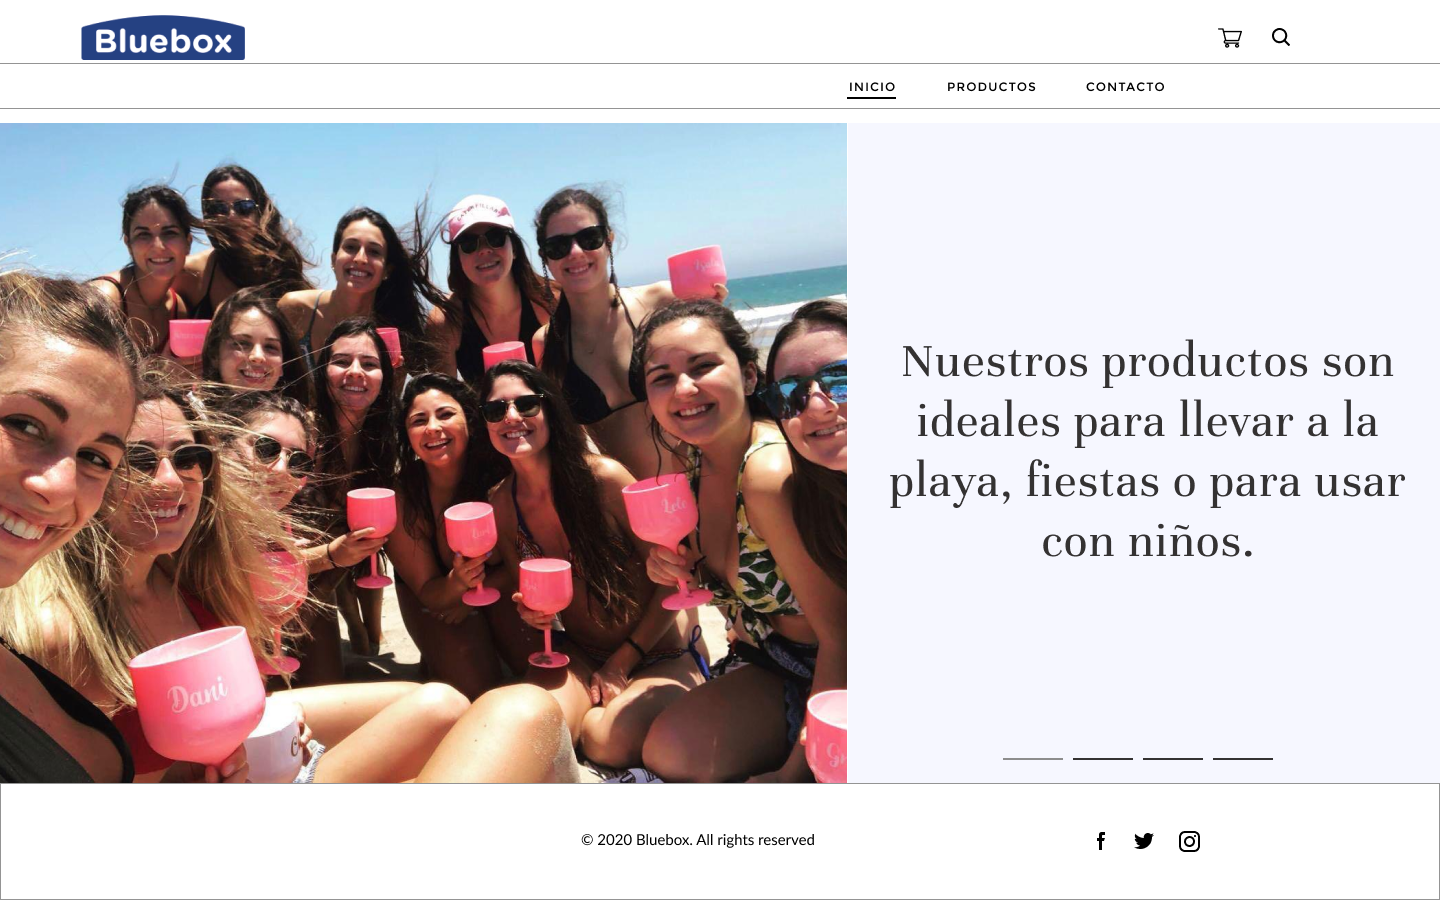 Bluebox
INICIO PRODUCTOS CONTACTO
Nuestros productos son
ideales para llevar a la
playa, fiestas o para usar
con niños.
Lele
Dani
© 2020 Bluebox. All rights reserved